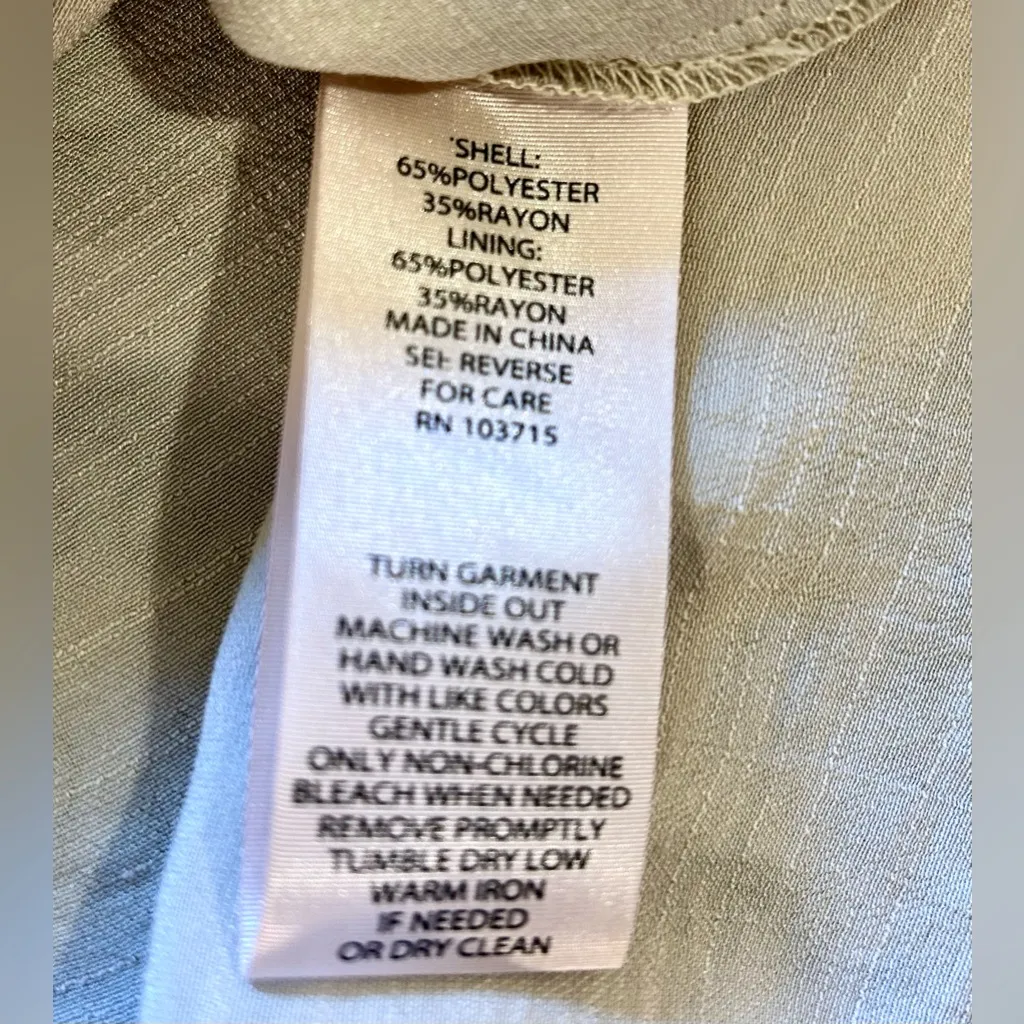 SHELL:
65%POLYESTER
35%RAYON
LINING:
65%POLYESTER
35%RAYON
MADE IN CHINA
SEE REVERSE
FOR CARE
RN 103715
TURN GARMENT
INSIDE OUT
MACHINE WASH OR
HAND WASH COLD
WITH LIKE COLORS
GENTLE CYCLE
ONLY NON-CHLORINE
BLEACH WHEN NEEDED
REMOVE PROMPTLY
TUMBLE DRY LOW
WARM IRON
IF NEEDED
OR DRY CLEAN